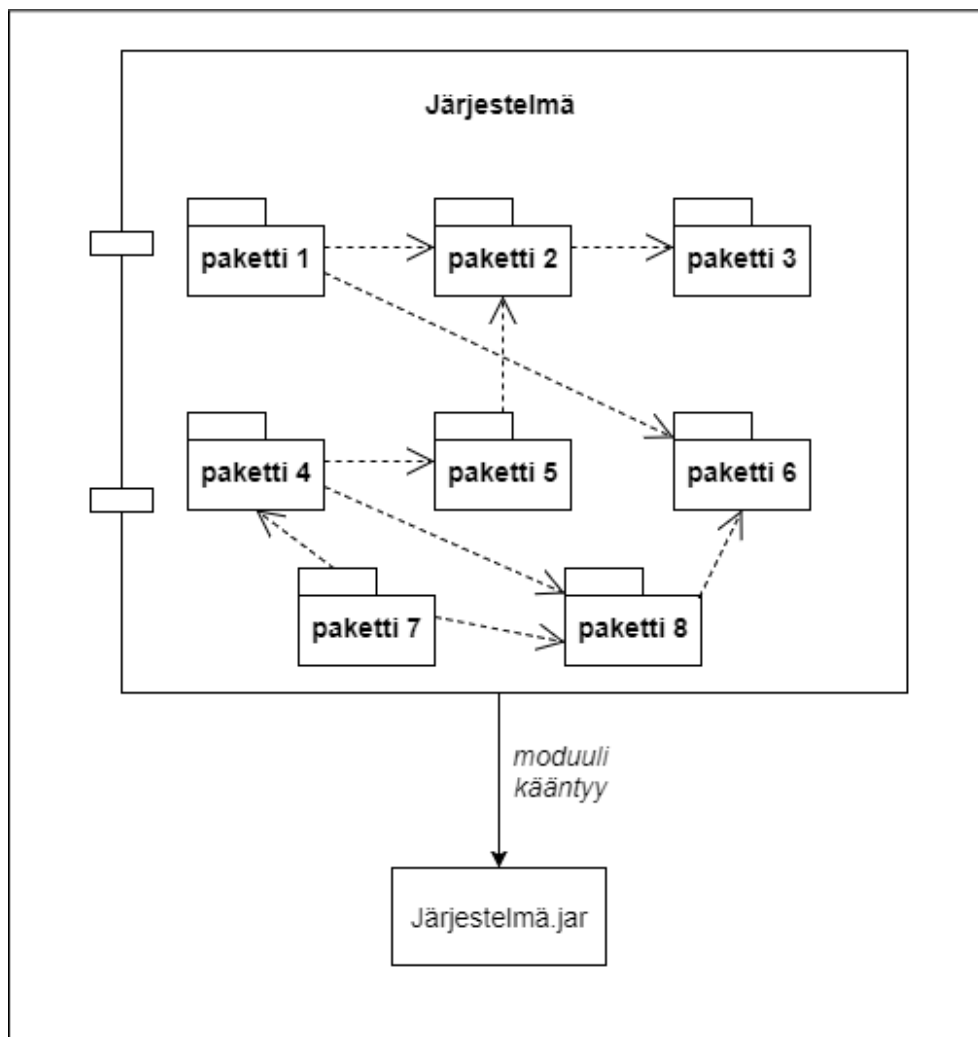 Järjestelmä
paketti 1
paketti 2
paketti 3
paketti 4
paketti 5
paketti 6
paketti 7
paketti 8
moduuli
kääntyy
Järjestelmä.jar